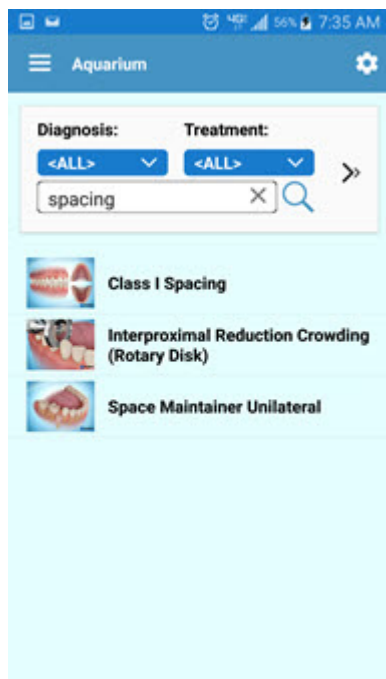 56% 7:35 AM
Aquarium
Diagnosis: Treatment:
<ALL> <ALL>
spacing
Class I Spacing
Interproximal Reduction Crowding
(Rotary Disk)
Space Maintainer Unilateral